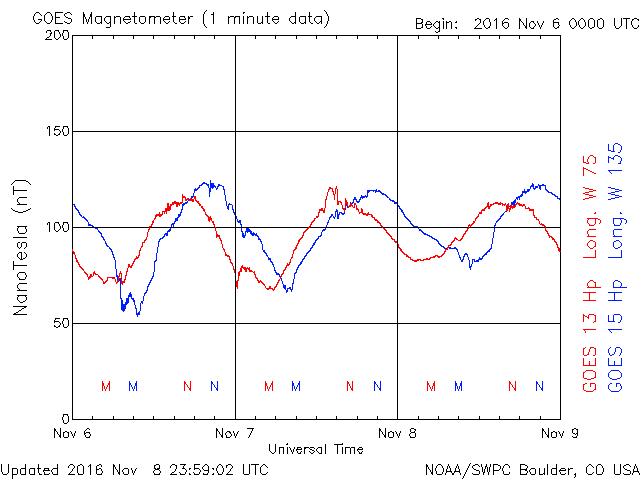 GOES Magnetometer (1 minute data)
Begin: 2016 Nov 6 0000 UTC
200
150
100
50
0
NanoTesla (nT)
M M N N M M N N M M N N
Nov 6 Nov 7 Nov 8 Nov 9
Universal Time
GOES 13 Hp Long. W 75
GOES 15 Hp Long. W 135
Updated 2016 Nov 8 23:59:02 UTC
NOAA/SWPC Boulder, CO USA